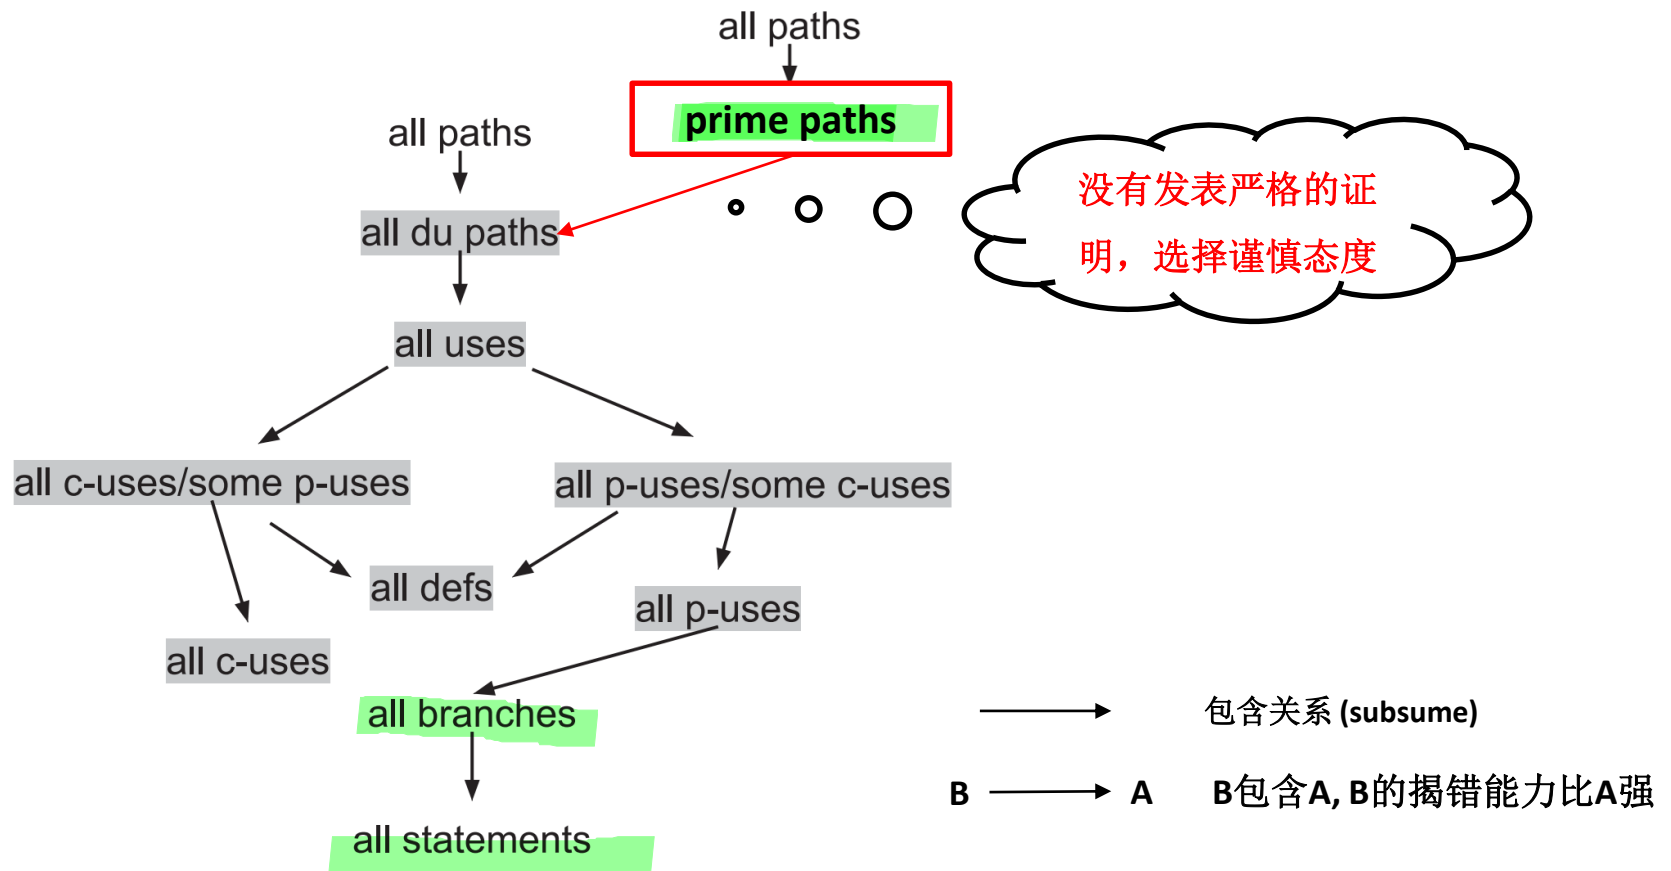 all paths
prime paths
all paths
没有发表严格的证
明，选择谨慎态度
all du paths
all uses
all c-uses/some p-uses
all p-uses/some c-uses
all defs
all p-uses
all c-uses
all branches
包含关系 (subsume)
B
A
B包含A, B的揭错能力比A强
all statements